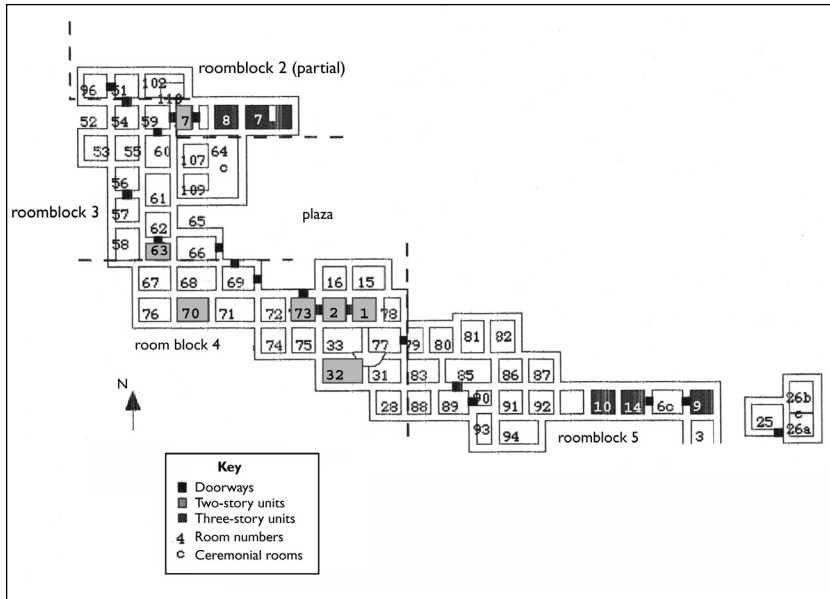 roomblock 2 (partial)
96 51 102
110
52 54 59 7 8 7
53 55 60 107 64
c
56 61 109
roomblock 3
57 62 65 plaza
58 63 66
67 68 69 16 15
76 70 71 72 73 2 1 78
room block 4
74 75 33 77 79 80 81 82
32 31 83 85 86 87
N
28 88 89 90 91 92 10 14 6c 9
93 94 3
roomblock 5
25 26b
c
26a
Key
Doorways
Two-story units
Three-story units
4 Room numbers
c Ceremonial rooms